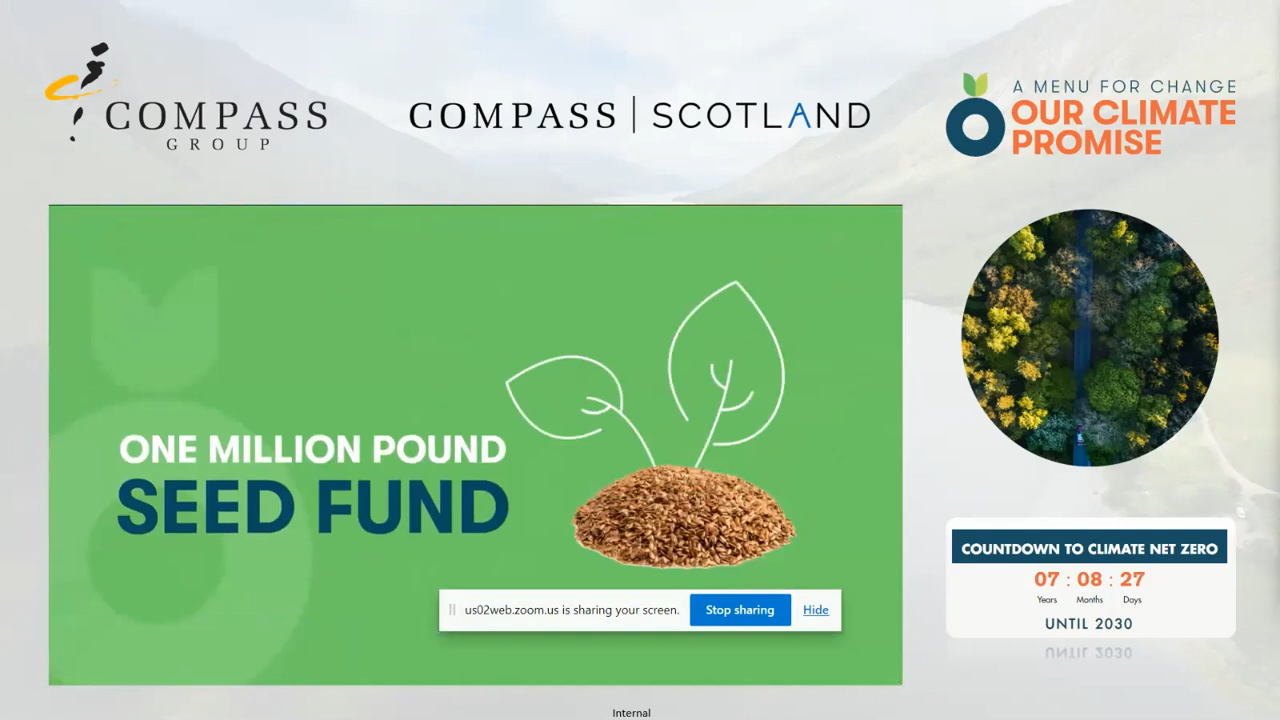 COMPASS
GROUP
COMPASS | SCOTLAND
A MENU FOR CHANGE
OUR CLIMATE
PROMISE
ONE MILLION POUND
SEED FUND
us02web.zoom.us is sharing your screen. Stop sharing Hide
COUNTDOWN TO CLIMATE NET ZERO
07 : 08 : 27
Years Months Days
UNTIL 2030
Internal